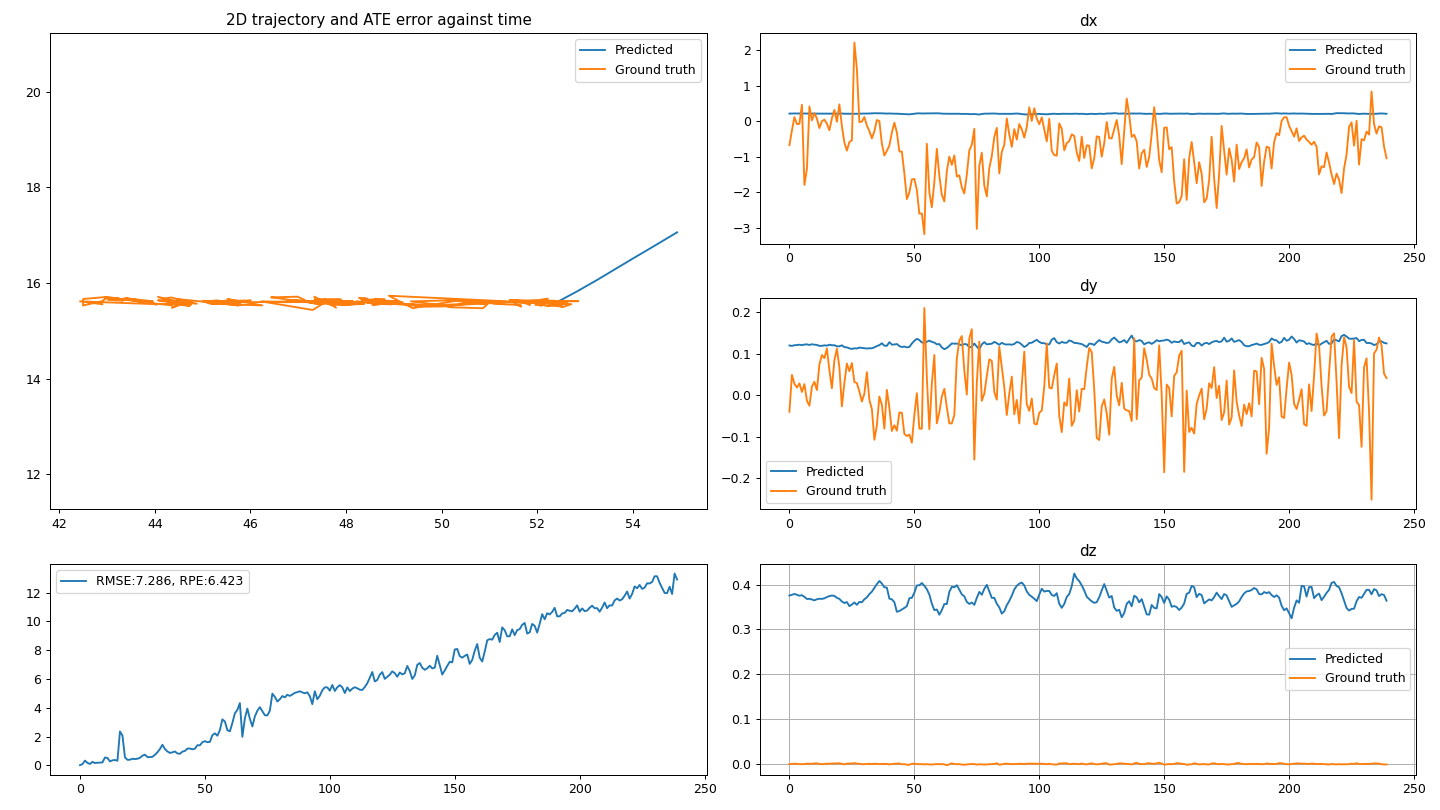 2D trajectory and ATE error against time
Predicted
Ground truth
20
18
16
14
12
42 44 46 48 50 52 54
RMSE:7.286, RPE:6.423
12
10
8
6
4
2
0
0 50 100 150 200 250
dx
Predicted
Ground truth
2
1
0
−1
−2
−3
0 50 100 150 200 250
dy
0.2
0.1
0.0
−0.1
−0.2
Predicted
Ground truth
0 50 100 150 200 250
dz
0.4
0.3
0.2
0.1
0.0
Predicted
Ground truth
0 50 100 150 200 250